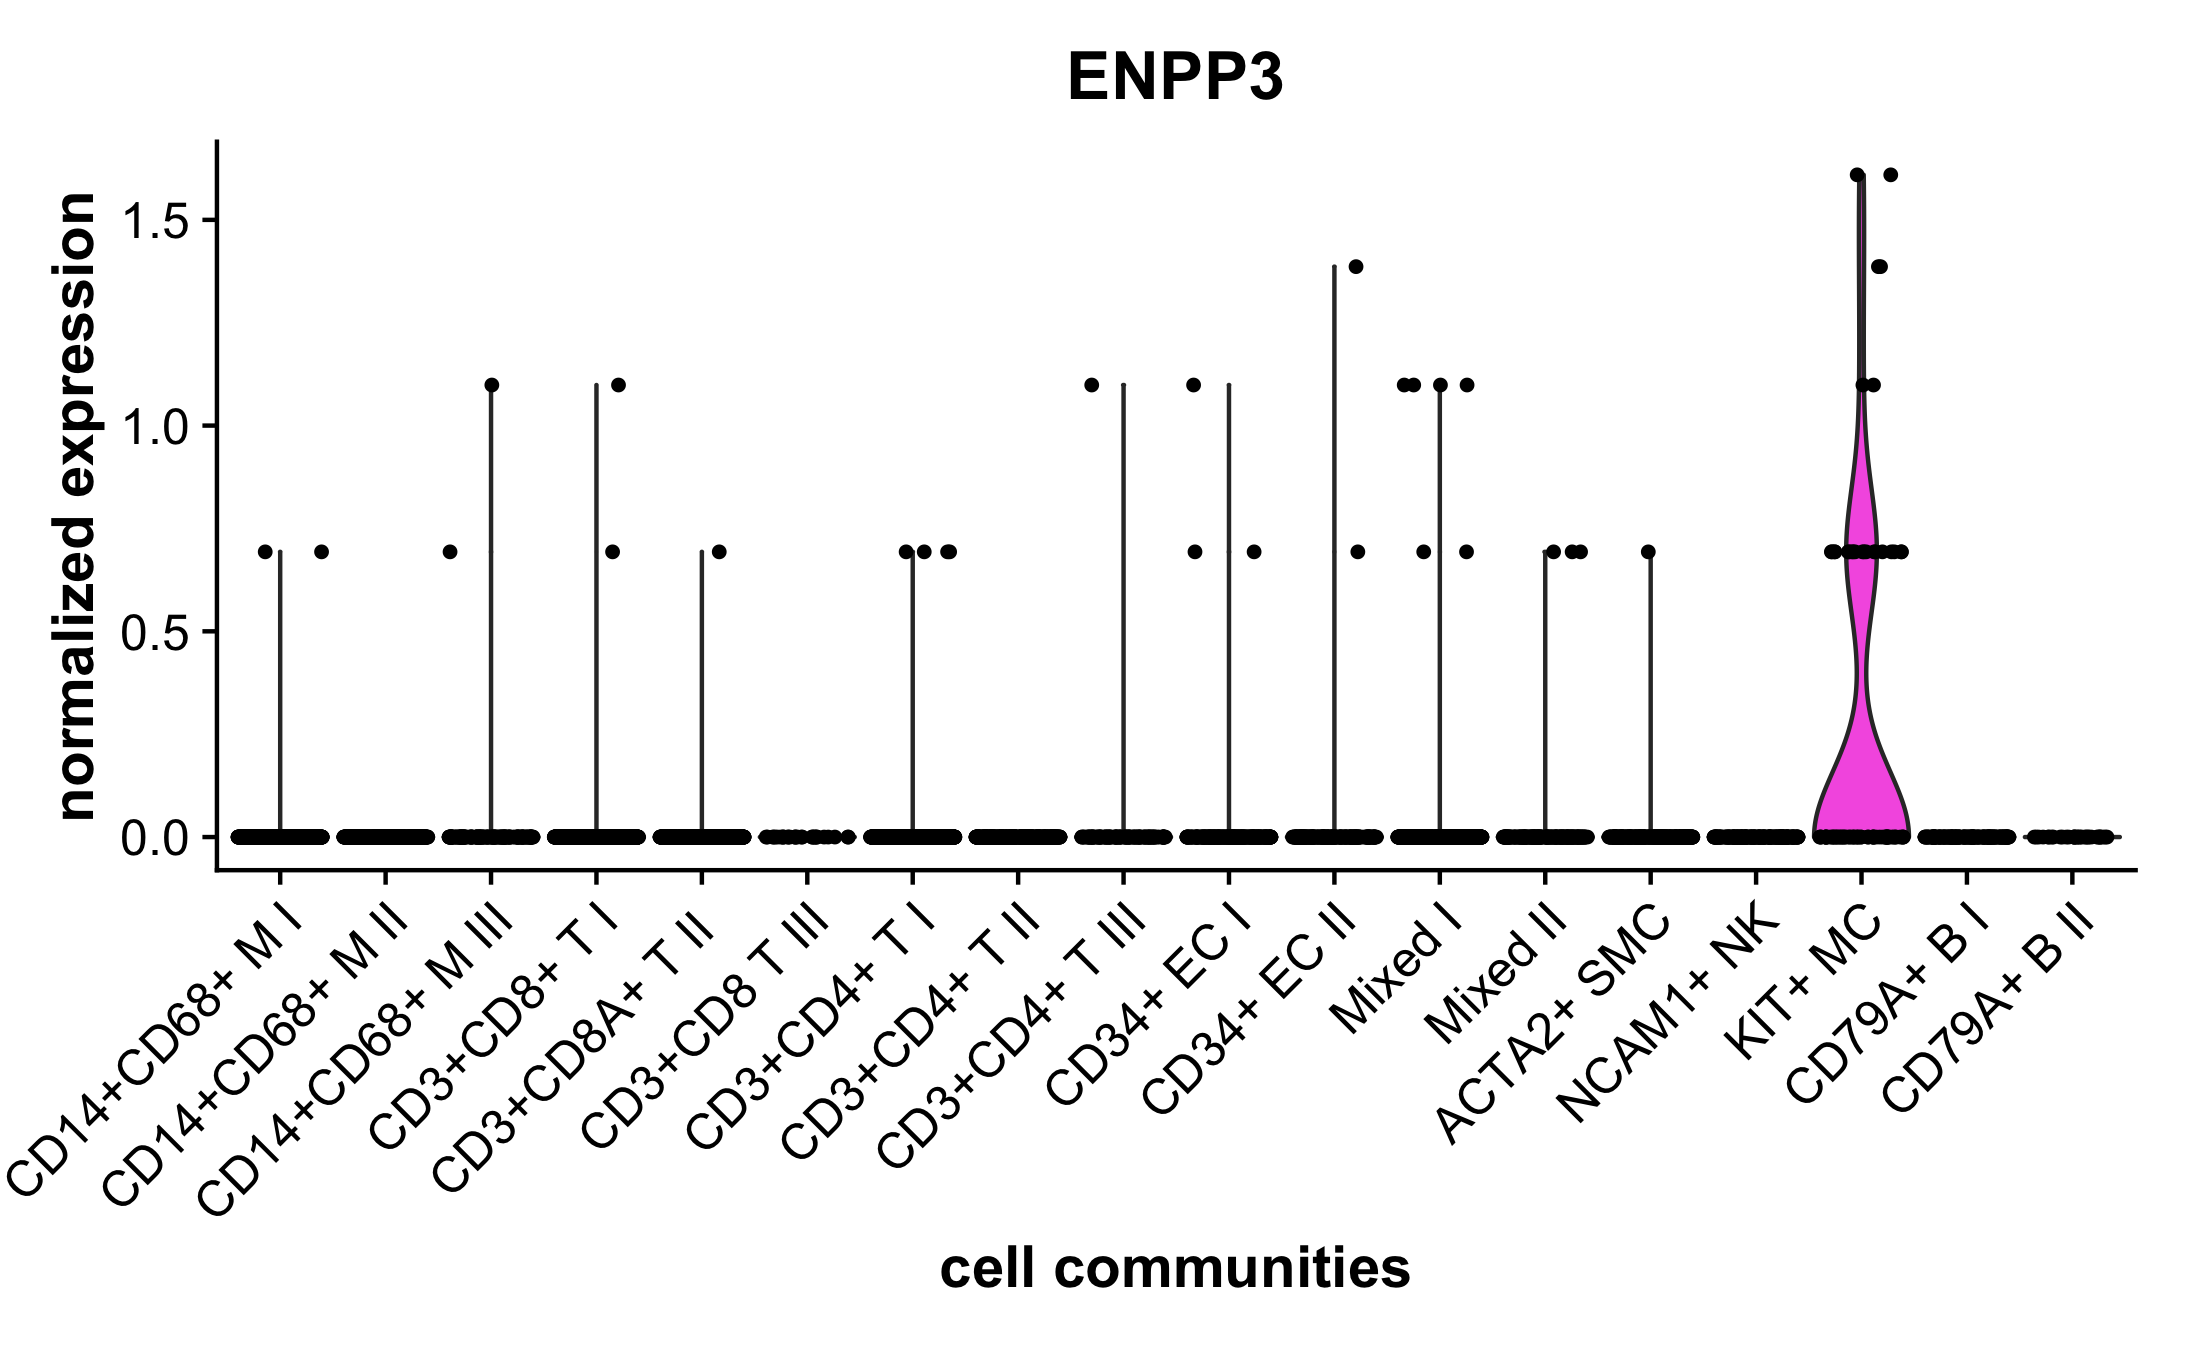 ENPP3
normalized expression
1.5
1.0
0.5
0.0
CD14+CD68+ M I
CD14+CD68+ M II
CD14+CD68+ M III
CD3+CD8+ T I
CD3+CD8A+ T II
CD3+CD8 T III
CD3+CD4+ T I
CD3+CD4+ T II
CD3+CD4+ T III
CD34+ EC I
CD34+ EC II
Mixed I
Mixed II
ACTA2+ SMC
NCAM1+ NK
KIT+ MC
CD79A+ B I
CD79A+ B II
cell communities